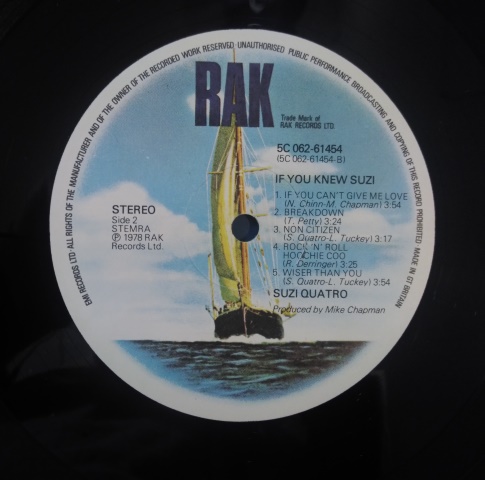 EMI RECORDS LTD ALL RIGHTS OF THE MANUFACTURER AND OF THE OWNER OF THE RECORDED WORK RESERVED UNAUTHORISED PUBLIC PERFORMANCE BROADCASTING AND COPYING OF THIS RECORD PROHIBITED MADE IN GT BRITAIN
RAK
Trade Mark of
RAK RECORDS LTD
5C 062-61454
(5C 062-61454-B)
IF YOU KNEW SUZI
STEREO
Side 2
STEMRA
℗ 1978 RAK
Records Ltd.
1. IF YOU CAN'T GIVE ME LOVE
(N. Chinn-M. Chapman) 3:54
2. BREAKDOWN
(T. Petty) 3:24
3. NON CITIZEN
(S. Quatro-L. Tuckey) 3:17
4. ROCK 'N' ROLL
HOOCHIE COO
(R. Derringer) 3:25
5. WISER THAN YOU
(S. Quatro-L. Tuckey) 3:54
SUZI QUATRO
Produced by Mike Chapman